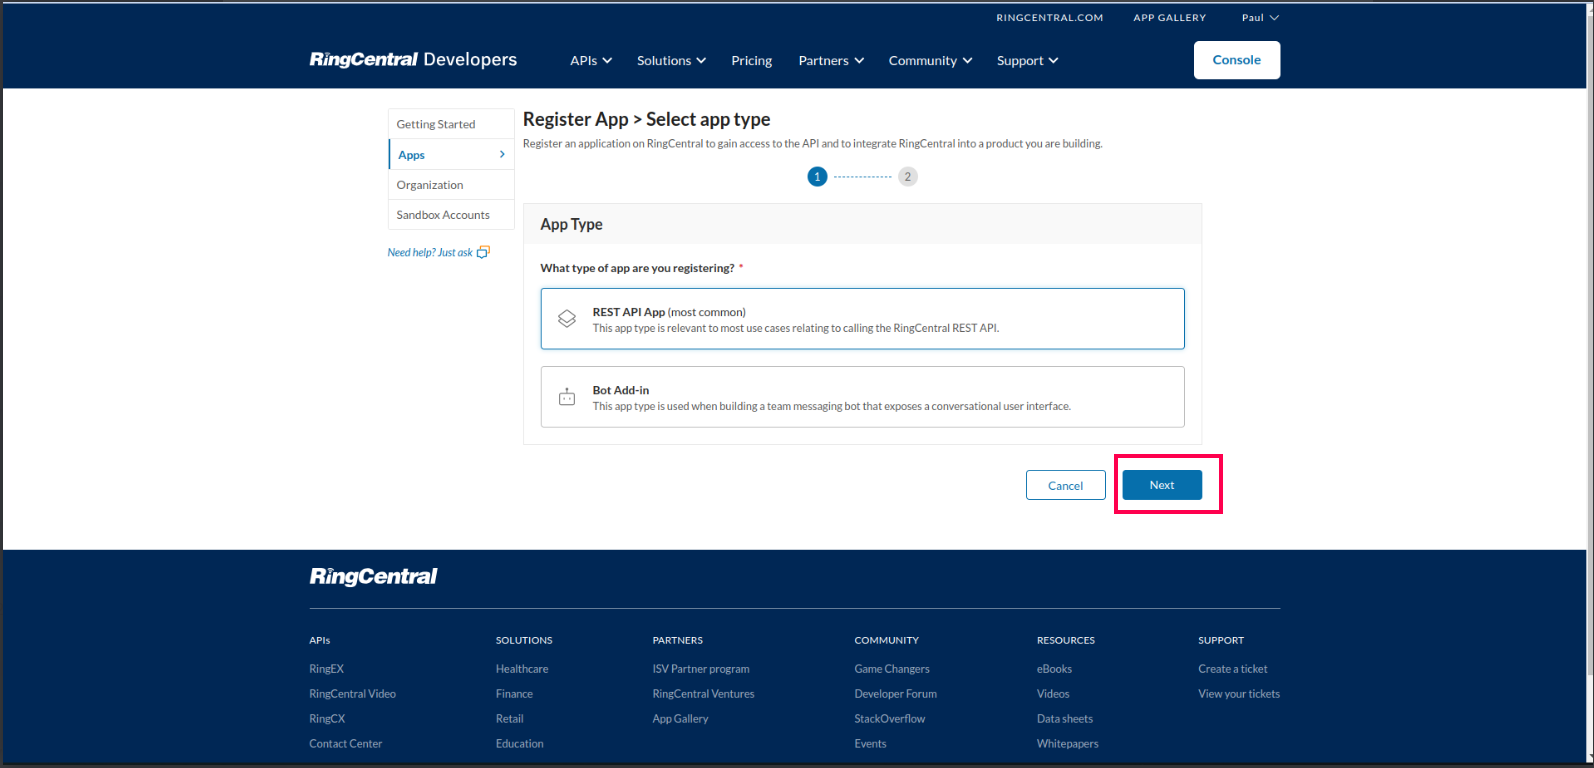 RINGCENTRAL.COM APP GALLERY Paul
RingCentral Developers APIs Solutions Pricing Partners Community Support Console
Getting Started
Apps
Organization
Sandbox Accounts
Need help? Just ask
Register App > Select app type
Register an application on RingCentral to gain access to the API and to integrate RingCentral into a product you are building.
1 2
App Type
What type of app are you registering? *
REST API App (most common)
This app type is relevant to most use cases relating to calling the RingCentral REST API.
Bot Add-in
This app type is used when building a team messaging bot that exposes a conversational user interface.
Cancel Next
RingCentral
APIs
RingEX
RingCentral Video
RingCX
Contact Center
SOLUTIONS
Healthcare
Finance
Retail
Education
PARTNERS
ISV Partner program
RingCentral Ventures
App Gallery
COMMUNITY
Game Changers
Developer Forum
StackOverflow
Events
RESOURCES
eBooks
Videos
Data sheets
Whitepapers
SUPPORT
Create a ticket
View your tickets